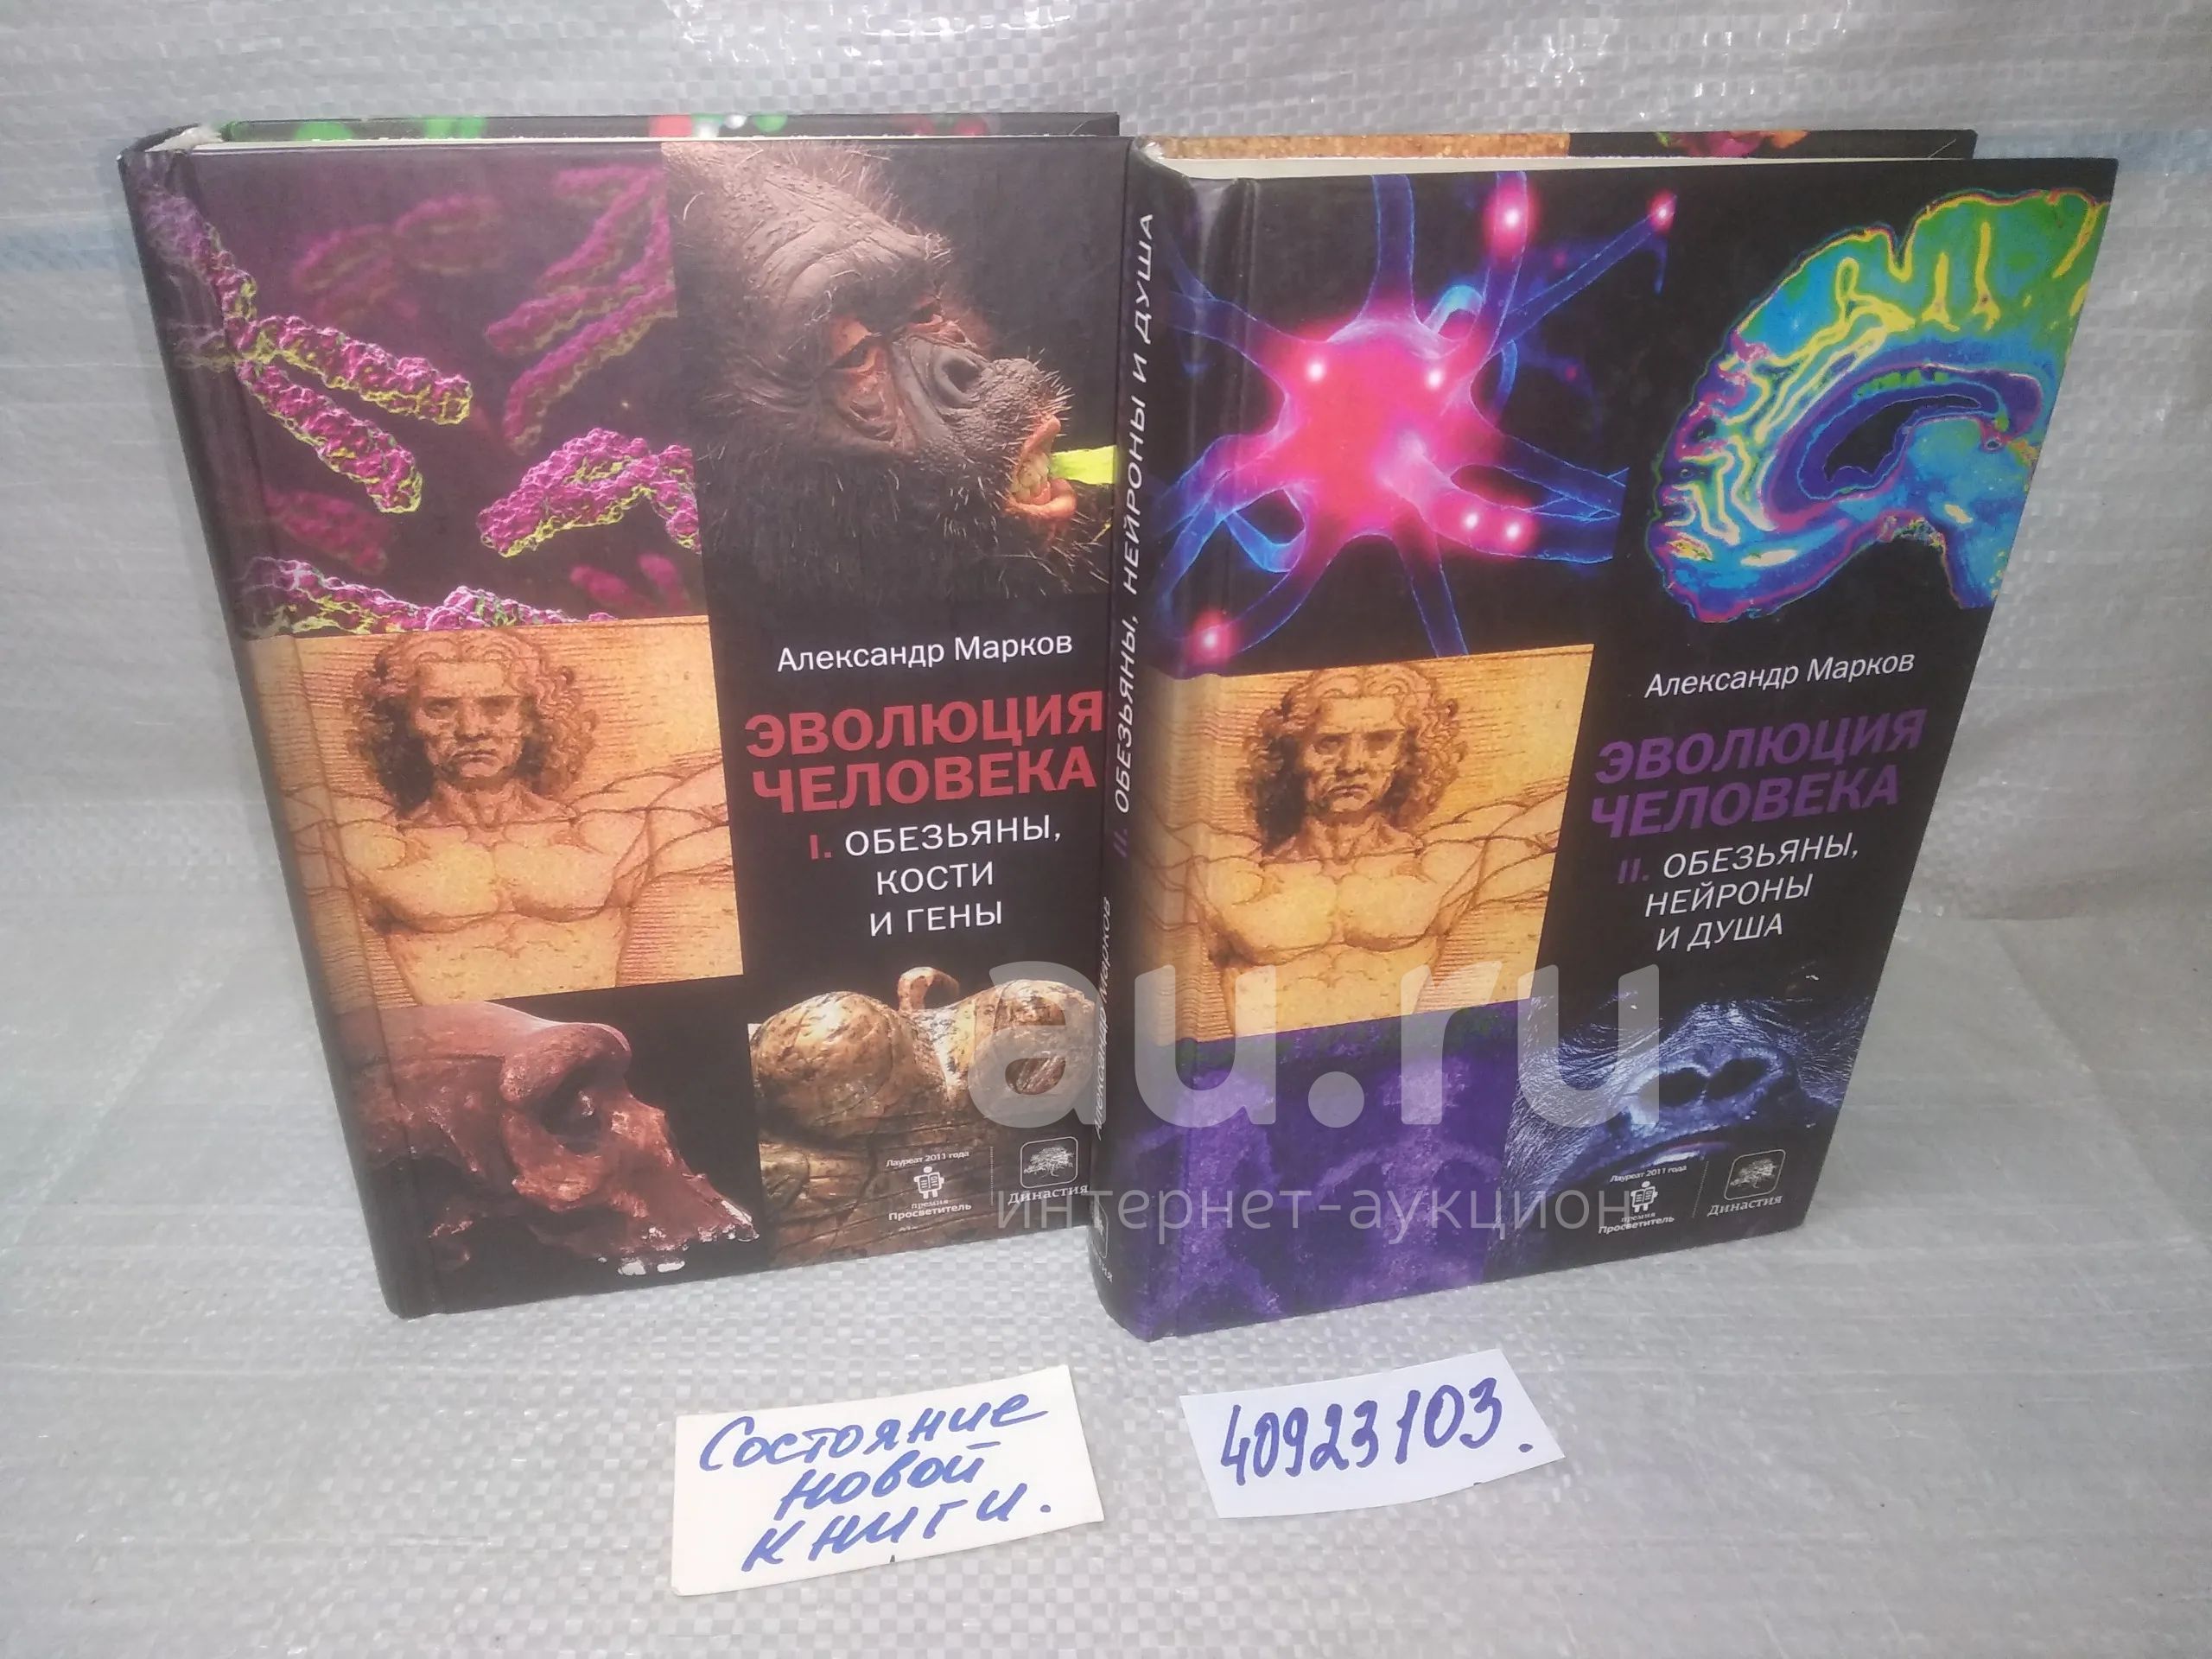 Александр Марков
ЭВОЛЮЦИЯ
ЧЕЛОВЕКА
I. ОБЕЗЬЯНЫ,
КОСТИ
И ГЕНЫ
Лауреат 2011 года
премия
Просветитель
ДИНАСТИЯ
Александр Марков
II. ОБЕЗЬЯНЫ, НЕЙРОНЫ И ДУША
Александр Марков
ЭВОЛЮЦИЯ
ЧЕЛОВЕКА
II. ОБЕЗЬЯНЫ,
НЕЙРОНЫ
И ДУША
Лауреат 2011 года
премия
Просветитель
ДИНАСТИЯ
au.ru
интернет-аукцион
Состояние
новой
книги.
40923103.